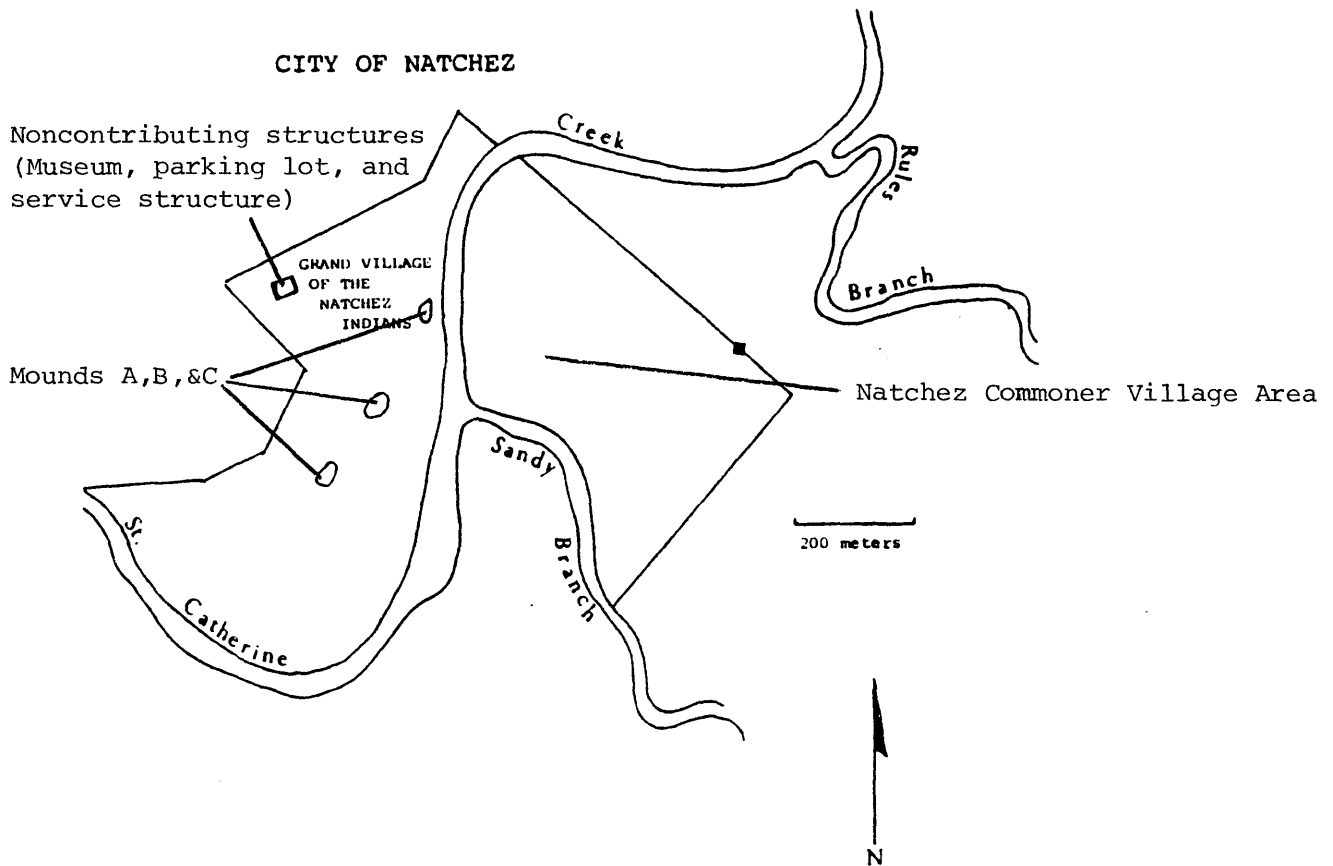 CITY OF NATCHEZ
Noncontributing structures
(Museum, parking lot, and
service structure)
Creek
Rules
Branch
GRAND VILLAGE
OF THE
NATCHEZ
INDIANS
Mounds A,B,&C
Natchez Commoner Village Area
Sandy
Branch
200 meters
St.
Catherine
N